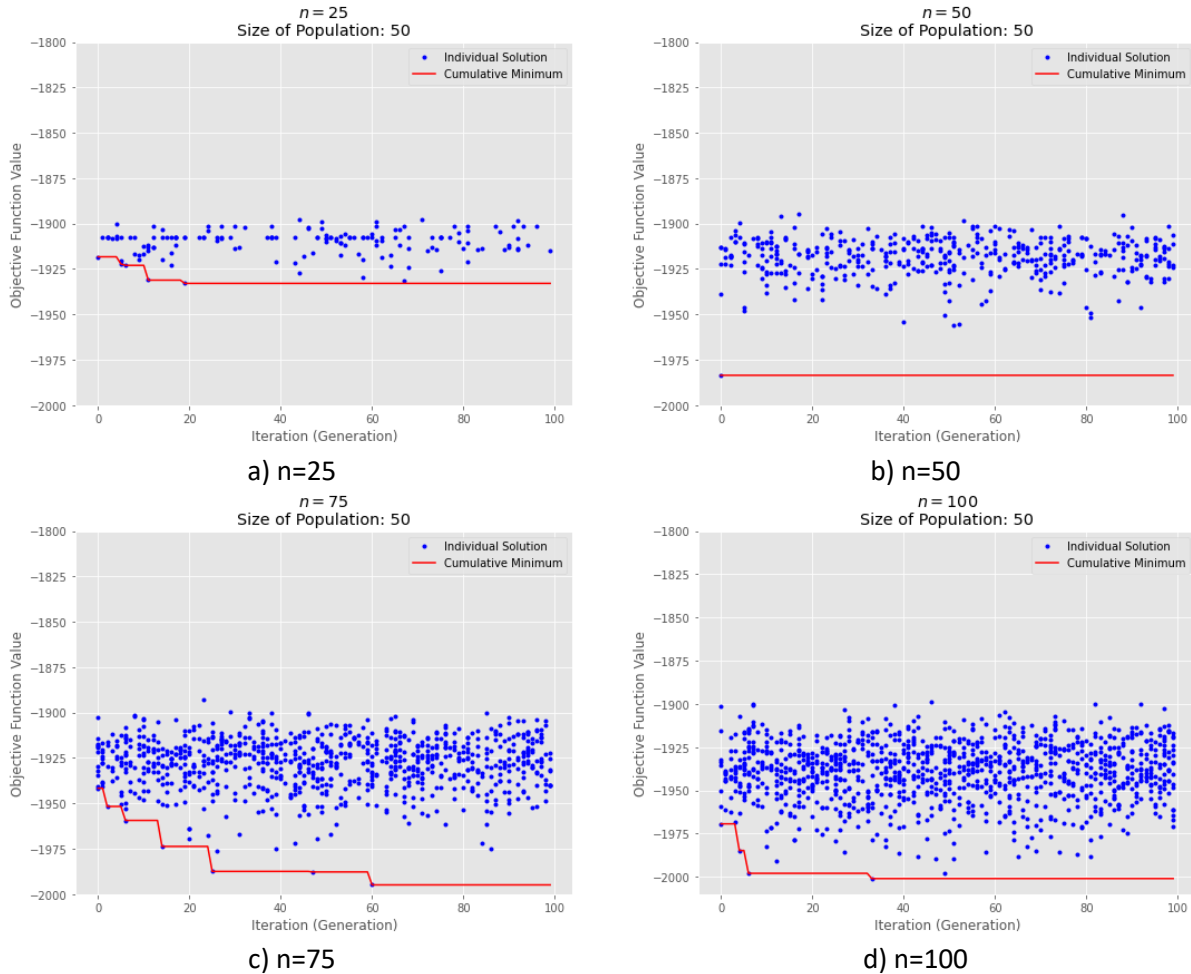 n = 25
Size of Population: 50
Individual Solution
Cumulative Minimum
−1800
−1825
−1850
−1875
−1900
−1925
−1950
−1975
−2000
Objective Function Value
0 20 40 60 80 100
Iteration (Generation)
a) n=25
n = 50
Size of Population: 50
Individual Solution
Cumulative Minimum
−1800
−1825
−1850
−1875
−1900
−1925
−1950
−1975
−2000
Objective Function Value
0 20 40 60 80 100
Iteration (Generation)
b) n=50
n = 75
Size of Population: 50
Individual Solution
Cumulative Minimum
−1800
−1825
−1850
−1875
−1900
−1925
−1950
−1975
−2000
Objective Function Value
0 20 40 60 80 100
Iteration (Generation)
c) n=75
n = 100
Size of Population: 50
Individual Solution
Cumulative Minimum
−1800
−1825
−1850
−1875
−1900
−1925
−1950
−1975
−2000
Objective Function Value
0 20 40 60 80 100
Iteration (Generation)
d) n=100